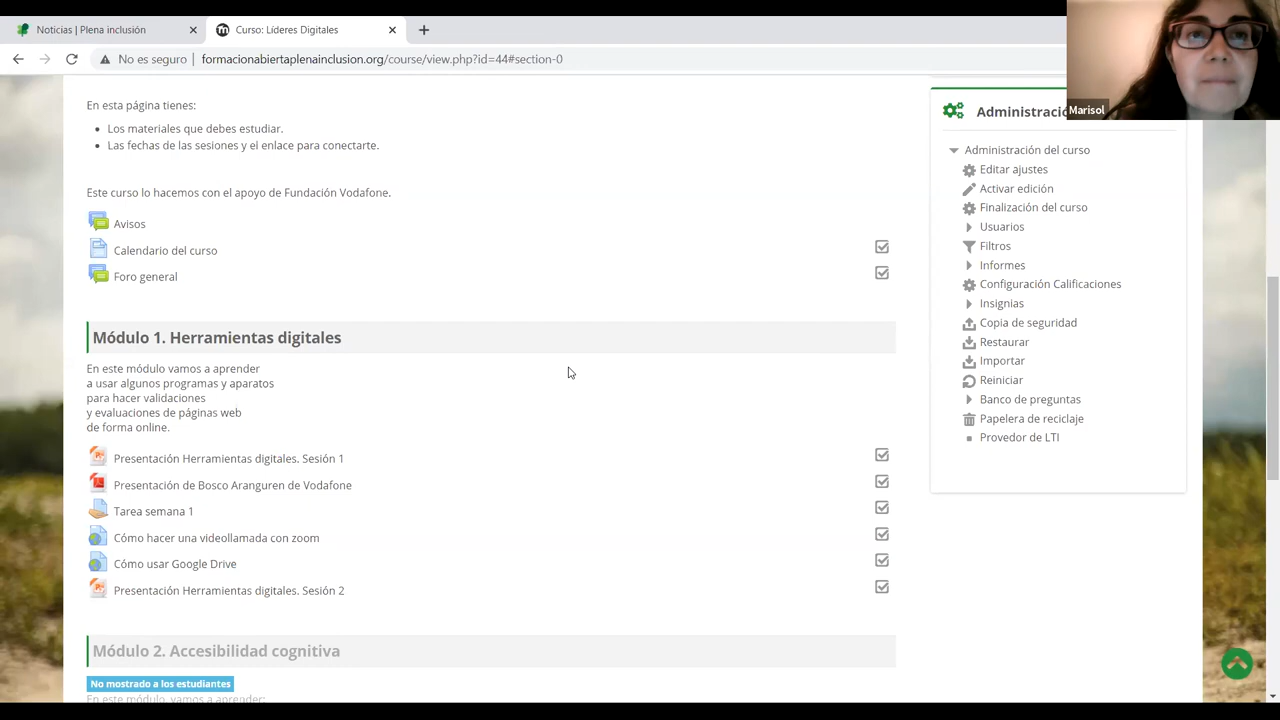 Noticias | Plena inclusión
Curso: Líderes Digitales
No es seguro
formacionabiertaplenainclusion.org/course/view.php?id=44#section-0
Marisol
En esta página tienes:
Los materiales que debes estudiar.
Las fechas de las sesiones y el enlace para conectarte.
Este curso lo hacemos con el apoyo de Fundación Vodafone.
Avisos
Calendario del curso
Foro general
Módulo 1. Herramientas digitales
En este módulo vamos a aprender
a usar algunos programas y aparatos
para hacer validaciones
y evaluaciones de páginas web
de forma online.
Presentación Herramientas digitales. Sesión 1
Presentación de Bosco Aranguren de Vodafone
Tarea semana 1
Cómo hacer una videollamada con zoom
Cómo usar Google Drive
Presentación Herramientas digitales. Sesión 2
Módulo 2. Accesibilidad cognitiva
No mostrado a los estudiantes
En este módulo, vamos a aprender:
Administració
Administración del curso
Editar ajustes
Activar edición
Finalización del curso
Usuarios
Filtros
Informes
Configuración Calificaciones
Insignias
Copia de seguridad
Restaurar
Importar
Reiniciar
Banco de preguntas
Papelera de reciclaje
Provedor de LTI